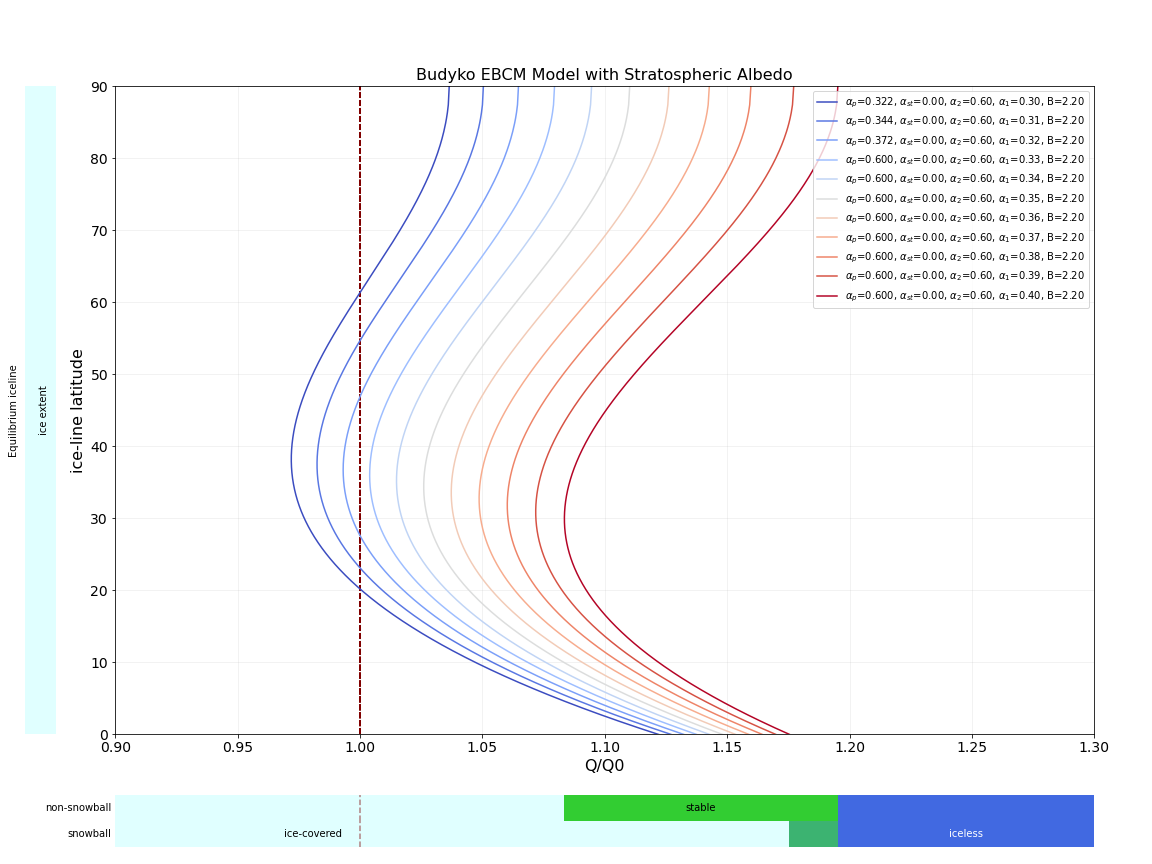 Budyko EBCM Model with Stratospheric Albedo
90
80
70
60
50
40
30
20
10
0
ice-line latitude
Equilibrium iceline
ice extent
αp=0.322, αst=0.00, α2=0.60, α1=0.30, B=2.20
αp=0.344, αst=0.00, α2=0.60, α1=0.31, B=2.20
αp=0.372, αst=0.00, α2=0.60, α1=0.32, B=2.20
αp=0.600, αst=0.00, α2=0.60, α1=0.33, B=2.20
αp=0.600, αst=0.00, α2=0.60, α1=0.34, B=2.20
αp=0.600, αst=0.00, α2=0.60, α1=0.35, B=2.20
αp=0.600, αst=0.00, α2=0.60, α1=0.36, B=2.20
αp=0.600, αst=0.00, α2=0.60, α1=0.37, B=2.20
αp=0.600, αst=0.00, α2=0.60, α1=0.38, B=2.20
αp=0.600, αst=0.00, α2=0.60, α1=0.39, B=2.20
αp=0.600, αst=0.00, α2=0.60, α1=0.40, B=2.20
0.90 0.95 1.00 1.05 1.10 1.15 1.20 1.25 1.30
Q/Q0
non-snowball stable
snowball ice-covered iceless